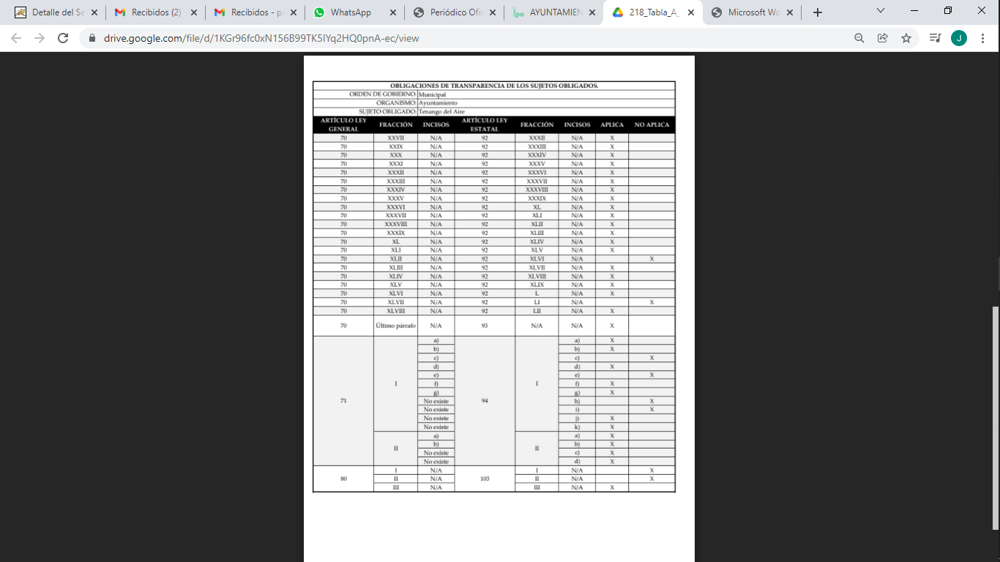 Detalle del Se
Recibidos (2)
Recibidos - p
WhatsApp
Periódico Ofic
ipo AYUNTAMIEN
218_Tabla_A_
Microsoft Wo
drive.google.com/file/d/1KGr96fc0xN156B99TK5IYq2HQ0pnA-ec/view
J
OBLIGACIONES DE TRANSPARENCIA DE LOS SUJETOS OBLIGADOS.
ORDEN DE GOBIERNO: Municipal
ORGANISMO: Ayuntamiento
SUJETO OBLIGADO: Tenango del Aire
ARTÍCULO LEY GENERAL FRACCIÓN INCISOS ARTÍCULO LEY ESTATAL FRACCIÓN INCISOS APLICA NO APLICA
70 XXVII N/A 92 XXXII N/A X
70 XXIX N/A 92 XXXIII N/A X
70 XXX N/A 92 XXXIV N/A X
70 XXXI N/A 92 XXXV N/A X
70 XXXII N/A 92 XXXVI N/A X
70 XXXIII N/A 92 XXXVII N/A X
70 XXXIV N/A 92 XXXVIII N/A X
70 XXXV N/A 92 XXXIX N/A X
70 XXXVI N/A 92 XL N/A X
70 XXXVII N/A 92 XLI N/A X
70 XXXVIII N/A 92 XLII N/A X
70 XXXIX N/A 92 XLIII N/A X
70 XL N/A 92 XLIV N/A X
70 XLI N/A 92 XLV N/A X
70 XLII N/A 92 XLVI N/A X
70 XLIII N/A 92 XLVII N/A X
70 XLIV N/A 92 XLVIII N/A X
70 XLV N/A 92 XLIX N/A X
70 XLVI N/A 92 L N/A X
70 XLVII N/A 92 LI N/A X
70 XLVIII N/A 92 LII N/A X
70 Último párrafo N/A 93 N/A N/A X
a) a) X
b) b) X
c) c) X
d) d) X
e) e) X
I f) I f) X
g) g) X
71 No existe 94 h) X
No existe i) X
No existe j) X
No existe k) X
a) a) X
II b) II b) X
No existe c) X
No existe d) X
I N/A I N/A X
80 II N/A 103 II N/A X
III N/A III N/A X